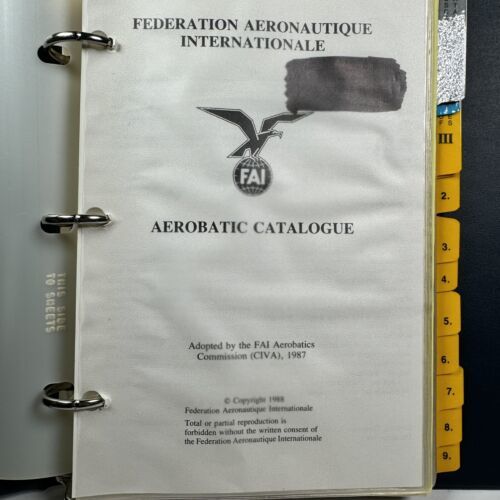 FEDERATION AERONAUTIQUE
INTERNATIONALE
FAI
AEROBATIC CATALOGUE
Adopted by the FAI Aerobatics
Commission (CIVA), 1987
© Copyright 1988
Federation Aeronautique Internationale
Total or partial reproduction is
forbidden without the written consent of
the Federation Aeronautique Internationale
THIS SIDE
TO SHEETS
III
2.
3.
4.
5.
6.
7.
8.
9.